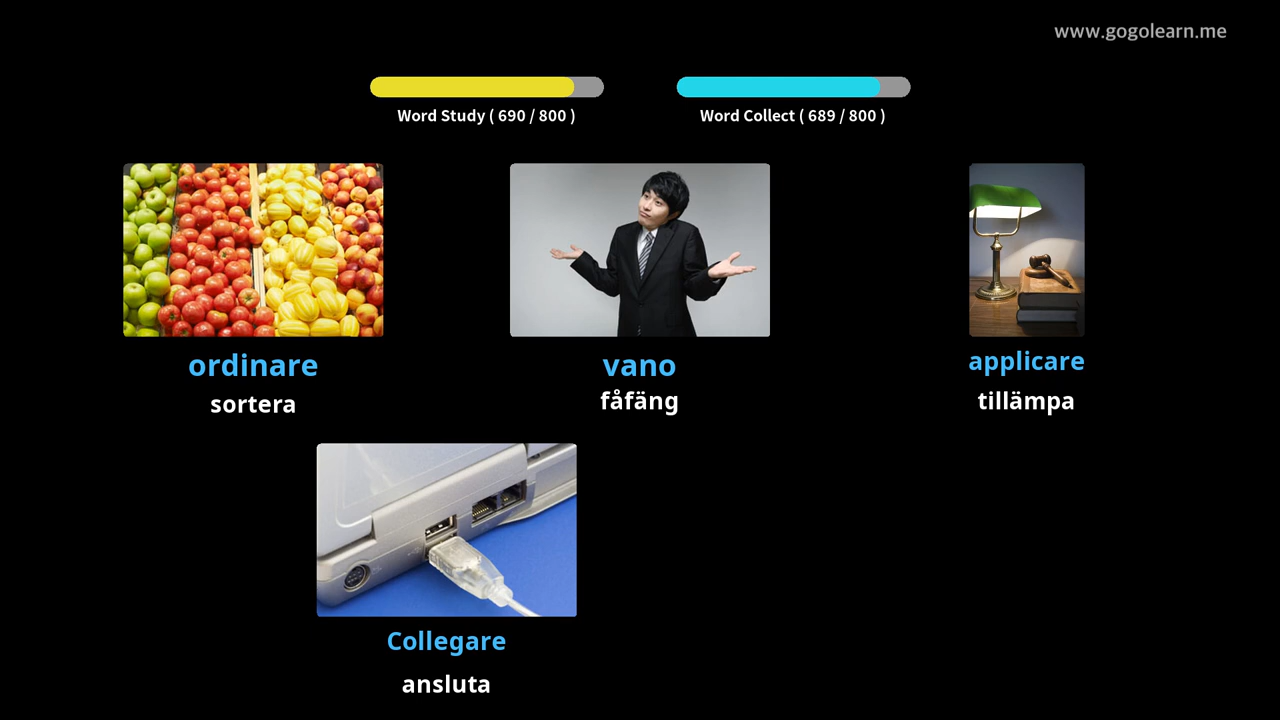 www.gogolearn.me
Word Study ( 690 / 800 )
Word Collect ( 689 / 800 )
ordinare
sortera
vano
fåfäng
applicare
tillämpa
Collegare
ansluta